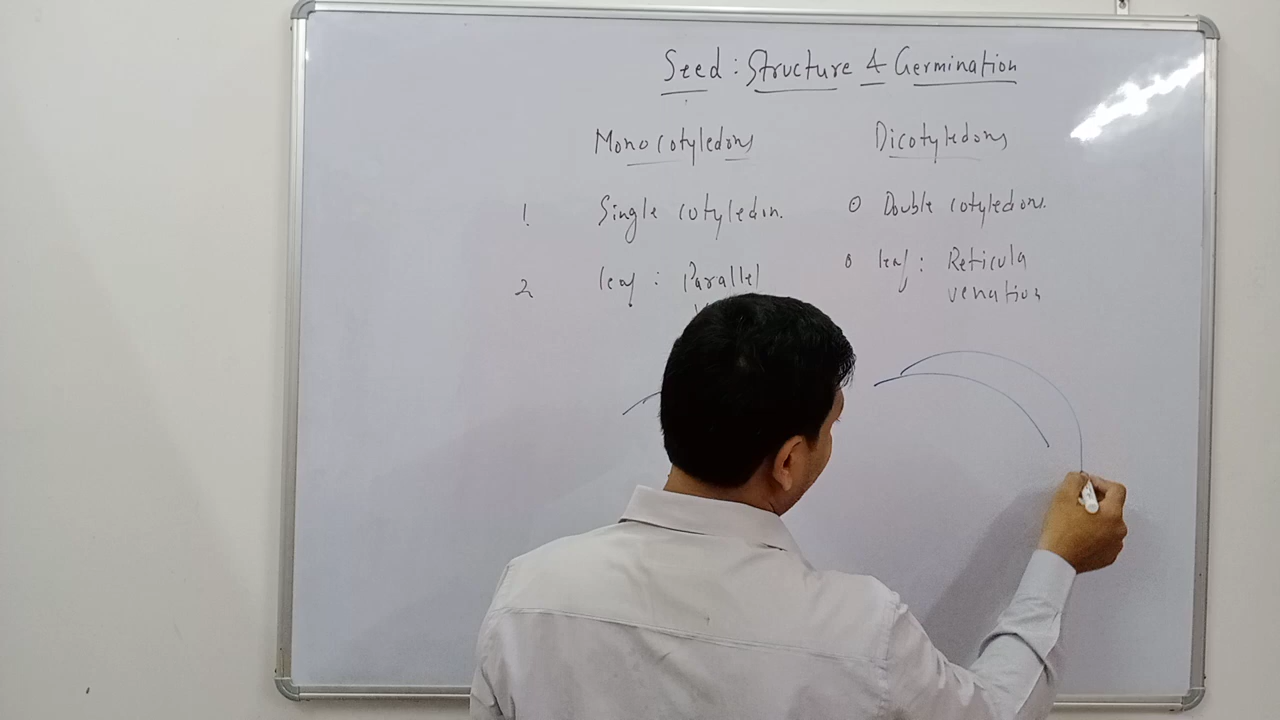 Seed : Structure & Germination
Monocotyledons Dicotyledons
1 Single cotyledon. Double cotyledons.
2 leaf : Parallel leaf : Reticula
venation